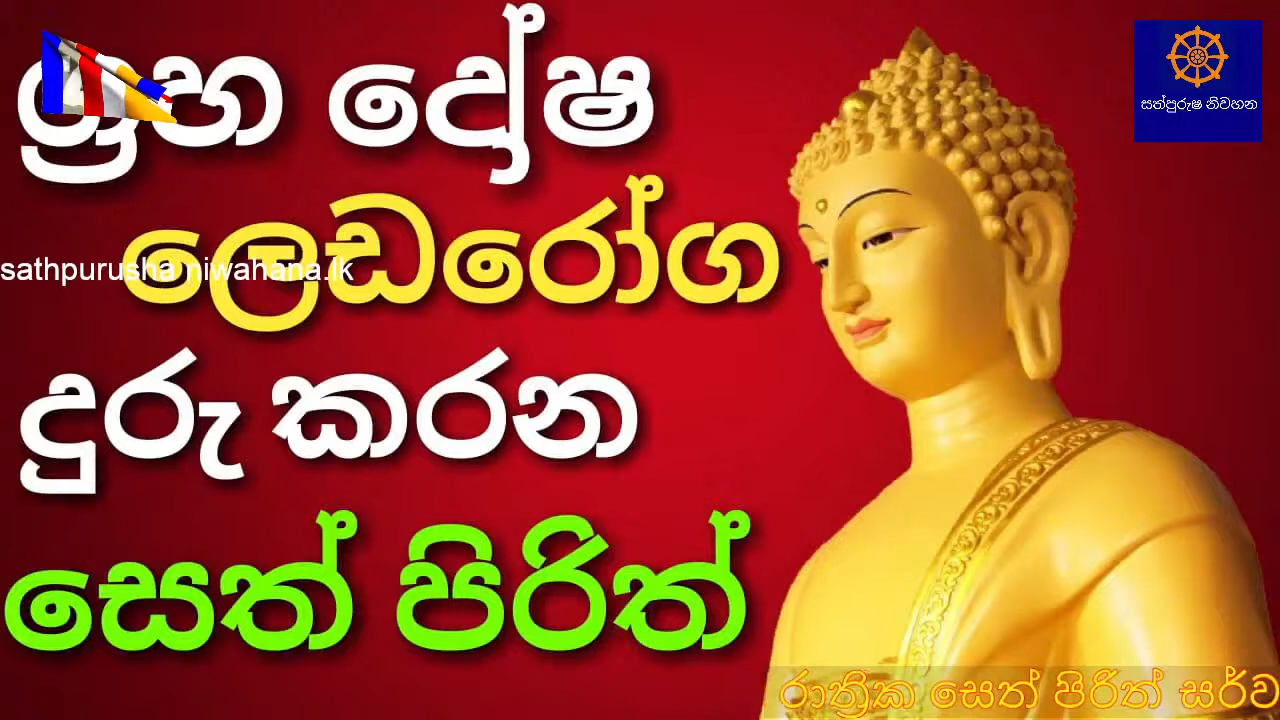 ග්‍රහ දෝෂ
ලෙඩරෝග
sathpurusha niwahana.lk
දුරු කරන
සෙත් පිරිත්
සත්පුරුෂ නිවහන
රාත්‍රික සෙත් පිරිත් සර්ව